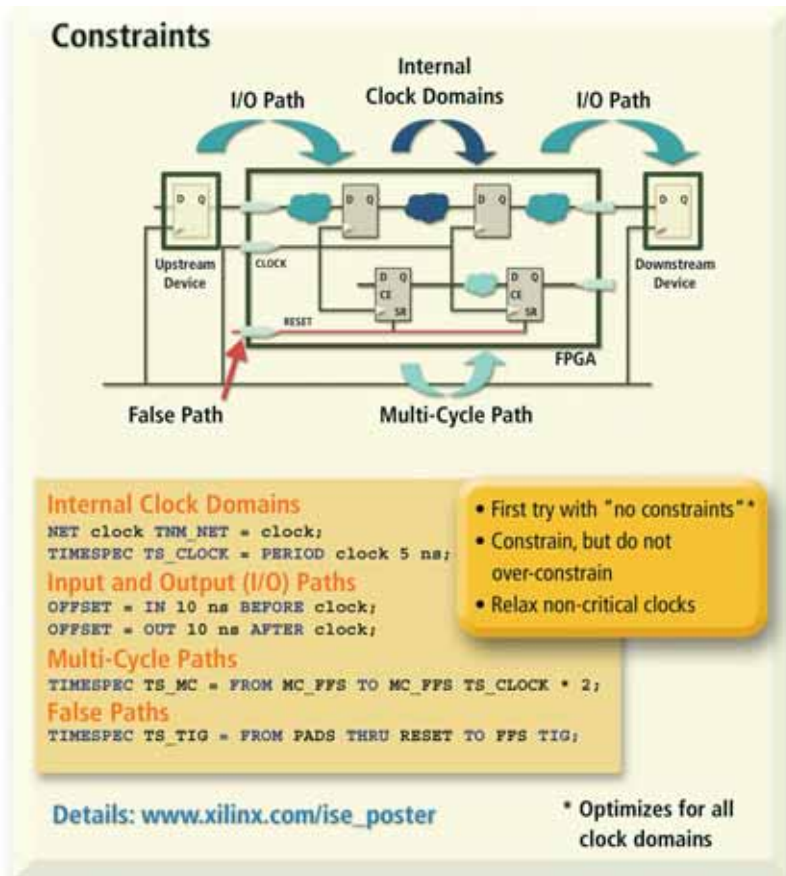 Constraints
Internal
Clock Domains
I/O Path
I/O Path
D Q
D Q
D Q
D Q
Upstream
Device
CLOCK
Downstream
Device
D Q
CE
SR
D Q
CE
SR
RESET
FPGA
False Path
Multi-Cycle Path
Internal Clock Domains
NET clock TNM_NET = clock;
TIMESPEC TS_CLOCK = PERIOD clock 5 ns;
Input and Output (I/O) Paths
OFFSET = IN 10 ns BEFORE clock;
OFFSET = OUT 10 ns AFTER clock;
Multi-Cycle Paths
TIMESPEC TS_MC = FROM MC_FFS TO MC_FFS TS_CLOCK * 2;
False Paths
TIMESPEC TS_TIG = FROM PADS THRU RESET TO FFS TIG;
• First try with "no constraints"*
• Constrain, but do not
over-constrain
• Relax non-critical clocks
Details: www.xilinx.com/ise_poster
* Optimizes for all
clock domains